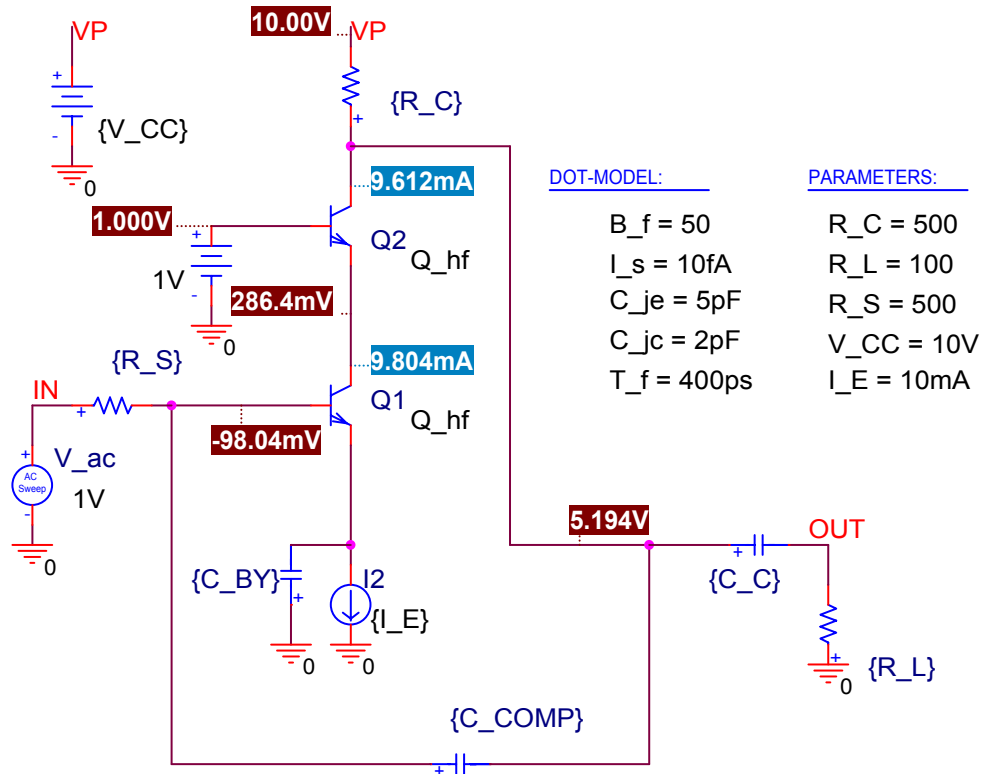 10.00V VP
VP
+
{R_C}
+
{V_CC}
-
0
9.612mA
DOT-MODEL:
PARAMETERS:
1.000V
+
Q2
Q_hf
1V
-
0
286.4mV
B_f = 50
R_C = 500
I_s = 10fA
R_L = 100
C_je = 5pF
R_S = 500
C_jc = 2pF
V_CC = 10V
T_f = 400ps
I_E = 10mA
{R_S}
9.804mA
IN
+
Q1
Q_hf
-98.04mV
+
V_ac
AC
Sweep
1V
-
0
5.194V
OUT
+
{C_C}
{C_BY}
+
I2
{I_E}
0
0
+
0
{R_L}
{C_COMP}
+